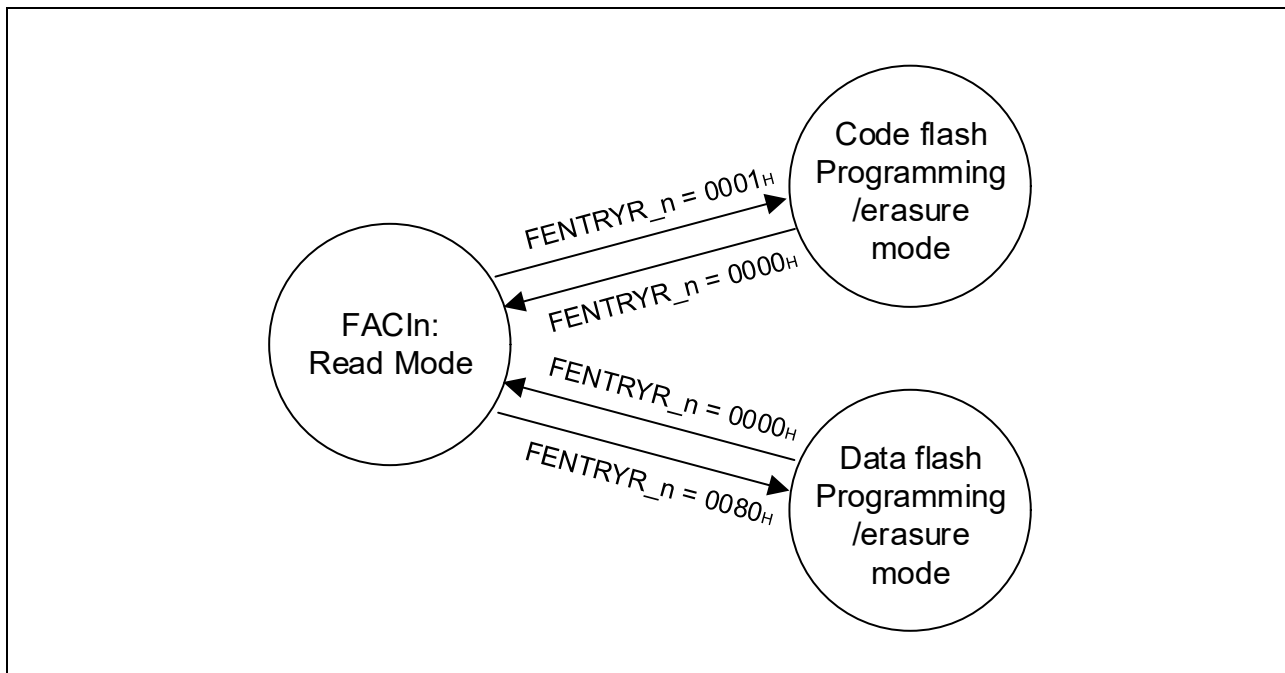 Code flash
Programming
/erasure
mode
FENTRYR_n = 0001H
FENTRYR_n = 0000H
FACIn:
Read Mode
FENTRYR_n = 0000H
FENTRYR_n = 0080H
Data flash
Programming
/erasure
mode